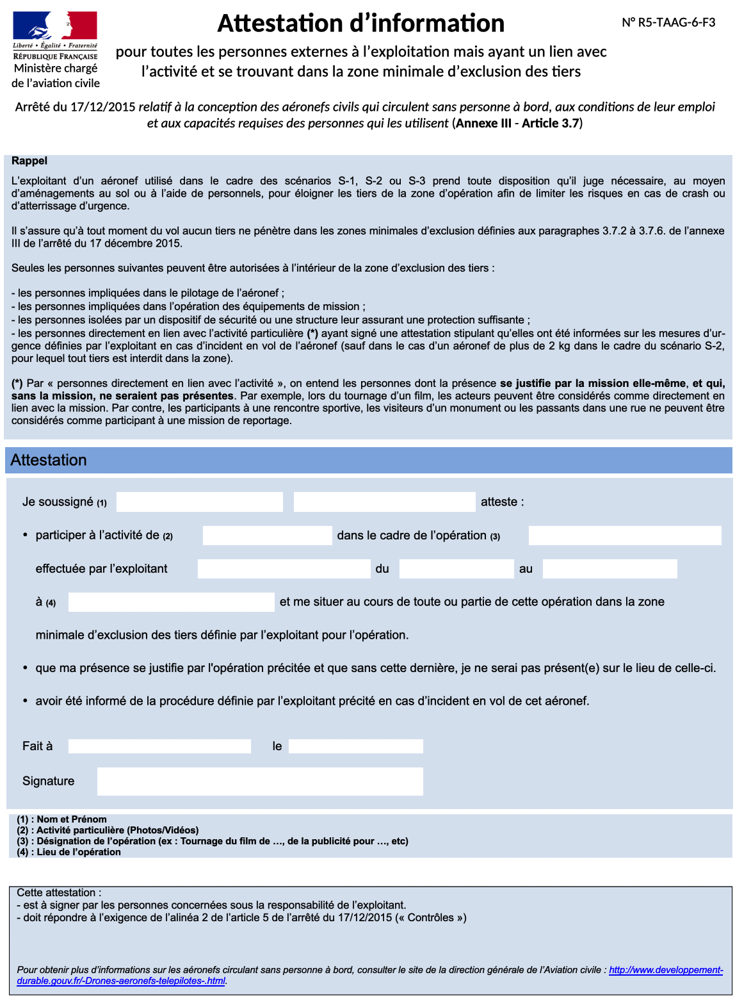 Liberté • Égalité • Fraternité
RÉPUBLIQUE FRANÇAISE
Ministère chargé
de l'aviation civile
Attestation d'information
N° R5-TAAG-6-F3
pour toutes les personnes externes à l'exploitation mais ayant un lien avec
l'activité et se trouvant dans la zone minimale d'exclusion des tiers
Arrêté du 17/12/2015 relatif à la conception des aéronefs civils qui circulent sans personne à bord, aux conditions de leur emploi
et aux capacités requises des personnes qui les utilisent (Annexe III - Article 3.7)
Rappel
L'exploitant d'un aéronef utilisé dans le cadre des scénarios S-1, S-2 ou S-3 prend toute disposition qu'il juge nécessaire, au moyen
d'aménagements au sol ou à l'aide de personnels, pour éloigner les tiers de la zone d'opération afin de limiter les risques en cas de crash ou
d'atterrissage d'urgence.
Il s'assure qu'à tout moment du vol aucun tiers ne pénètre dans les zones minimales d'exclusion définies aux paragraphes 3.7.2 à 3.7.6. de l'annexe
III de l'arrêté du 17 décembre 2015.
Seules les personnes suivantes peuvent être autorisées à l'intérieur de la zone d'exclusion des tiers :
- les personnes impliquées dans le pilotage de l'aéronef ;
- les personnes impliquées dans l'opération des équipements de mission ;
- les personnes isolées par un dispositif de sécurité ou une structure leur assurant une protection suffisante ;
- les personnes directement en lien avec l'activité particulière (*) ayant signé une attestation stipulant qu'elles ont été informées sur les mesures d'ur-
gence définies par l'exploitant en cas d'incident en vol de l'aéronef (sauf dans le cas d'un aéronef de plus de 2 kg dans le cadre du scénario S-2,
pour lequel tout tiers est interdit dans la zone).
(*) Par « personnes directement en lien avec l'activité », on entend les personnes dont la présence se justifie par la mission elle-même, et qui,
sans la mission, ne seraient pas présentes. Par exemple, lors du tournage d'un film, les acteurs peuvent être considérés comme directement en
lien avec la mission. Par contre, les participants à une rencontre sportive, les visiteurs d'un monument ou les passants dans une rue ne peuvent être
considérés comme participant à une mission de reportage.
Attestation
Je soussigné (1) atteste :
• participer à l'activité de (2) dans le cadre de l'opération (3)
effectuée par l'exploitant du au
à (4) et me situer au cours de toute ou partie de cette opération dans la zone
minimale d'exclusion des tiers définie par l'exploitant pour l'opération.
• que ma présence se justifie par l'opération précitée et que sans cette dernière, je ne serai pas présent(e) sur le lieu de celle-ci.
• avoir été informé de la procédure définie par l'exploitant précité en cas d'incident en vol de cet aéronef.
Fait à le
Signature
(1) : Nom et Prénom
(2) : Activité particulière (Photos/Vidéos)
(3) : Désignation de l'opération (ex : Tournage du film de …, de la publicité pour …, etc)
(4) : Lieu de l'opération
Cette attestation :
- est à signer par les personnes concernées sous la responsabilité de l'exploitant.
- doit répondre à l'exigence de l'alinéa 2 de l'article 5 de l'arrêté du 17/12/2015 (« Contrôles »)
Pour obtenir plus d'informations sur les aéronefs circulant sans personne à bord, consulter le site de la direction générale de l'Aviation civile : http://www.developpement-
durable.gouv.fr/-Drones-aeronefs-telepilotes-.html.